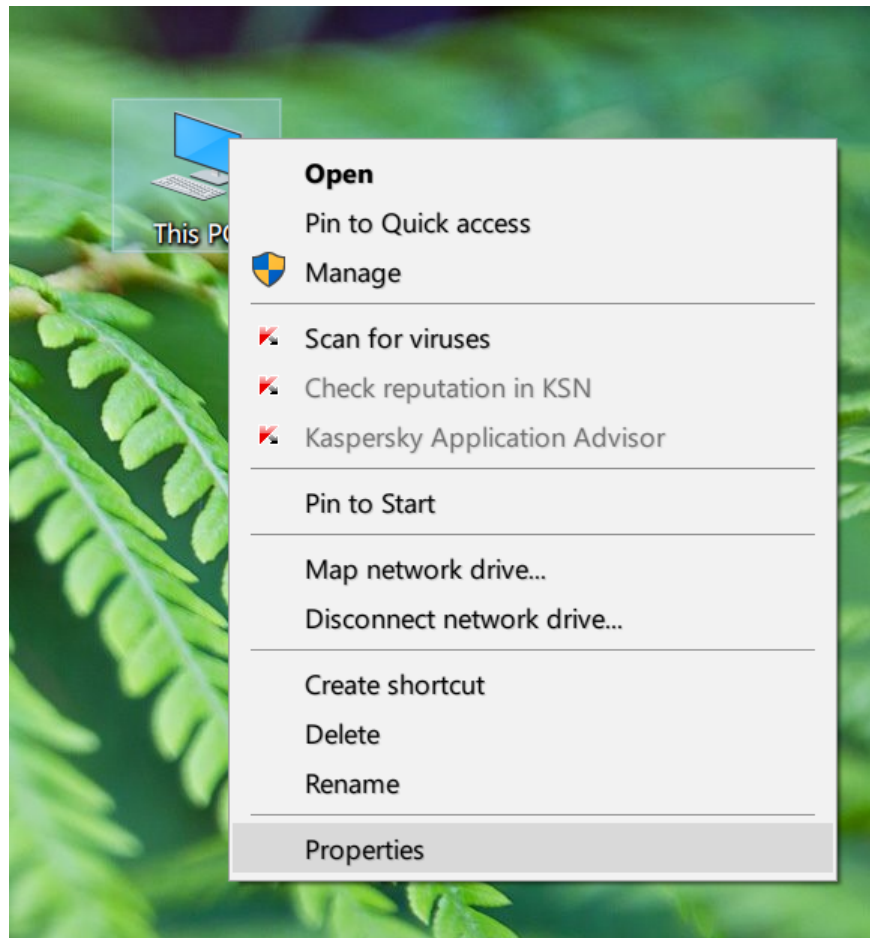 This PC
Open
Pin to Quick access
Manage
Scan for viruses
Check reputation in KSN
Kaspersky Application Advisor
Pin to Start
Map network drive...
Disconnect network drive...
Create shortcut
Delete
Rename
Properties